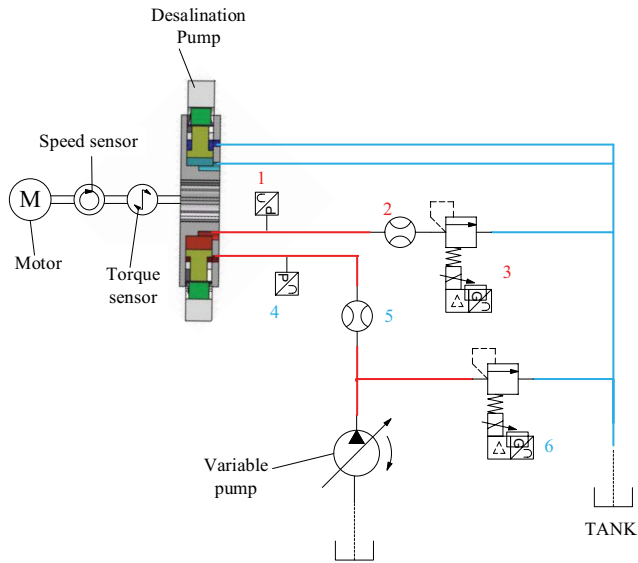 Desalination
Pump
Speed sensor
M
Motor
Torque
sensor
1
U
P
2
3
G
U
4
P
U
5
6
G
U
Variable
pump
TANK